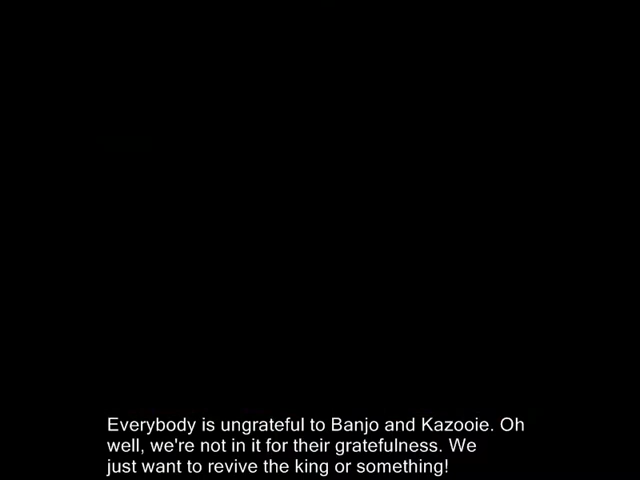 Everybody is ungrateful to Banjo and Kazooie. Oh
well, we're not in it for their gratefulness. We
just want to revive the king or something!